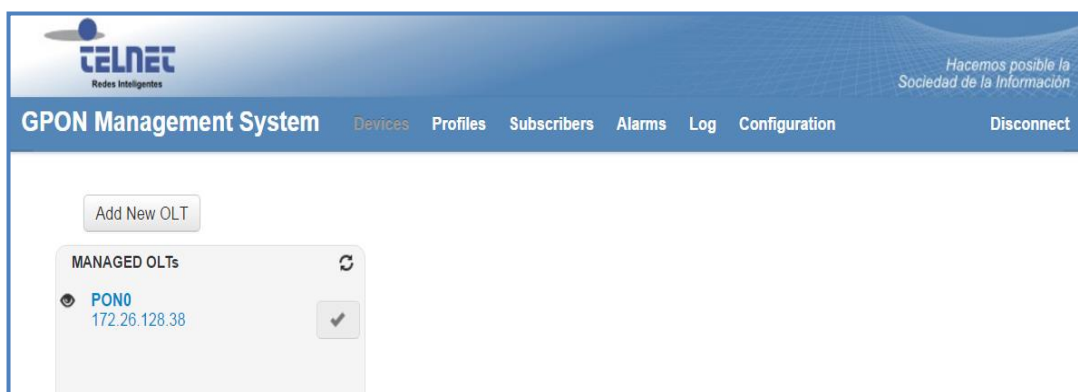 TELNET
Redes Inteligentes
Hacemos posible la
Sociedad de la Información
GPON Management System Devices Profiles Subscribers Alarms Log Configuration Disconnect
Add New OLT
MANAGED OLTs
PON0
172.26.128.38